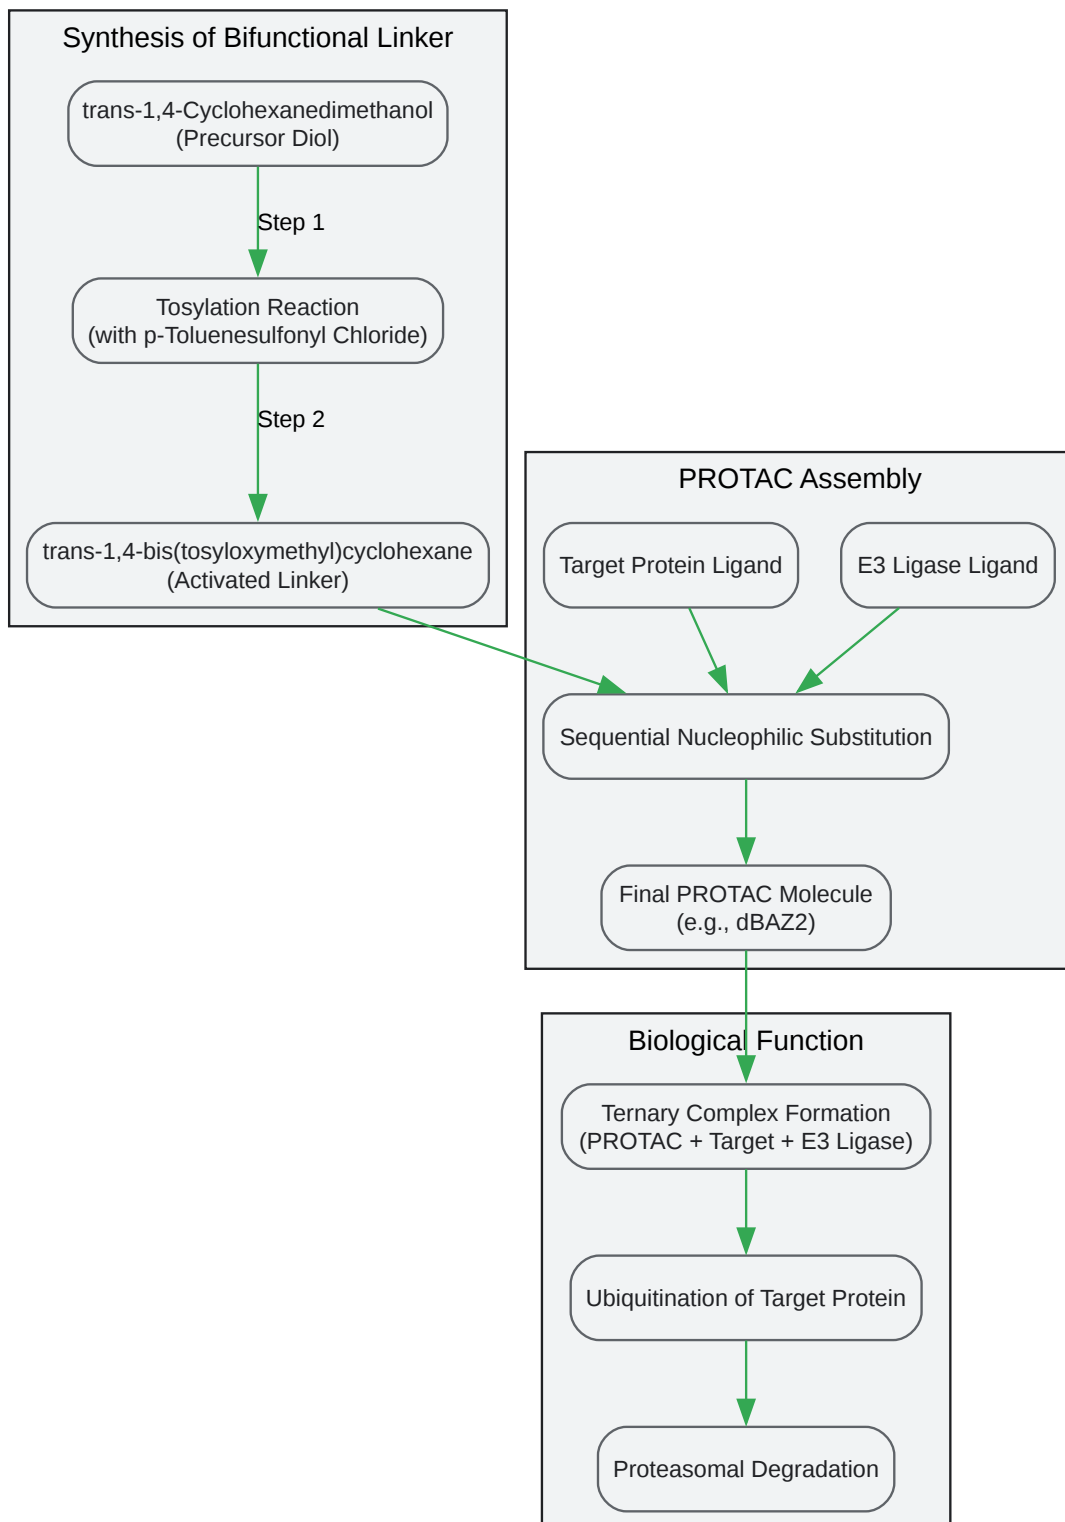 Synthesis of Bifunctional Linker
trans-1,4-Cyclohexanedimethanol
(Precursor Diol)
Step 1
Tosylation Reaction
(with p-Toluenesulfonyl Chloride)
Step 2
trans-1,4-bis(tosyloxymethyl)cyclohexane
(Activated Linker)
PROTAC Assembly
Target Protein Ligand
E3 Ligase Ligand
Sequential Nucleophilic Substitution
Final PROTAC Molecule
(e.g., dBAZ2)
Biological Function
Ternary Complex Formation
(PROTAC + Target + E3 Ligase)
Ubiquitination of Target Protein
Proteasomal Degradation